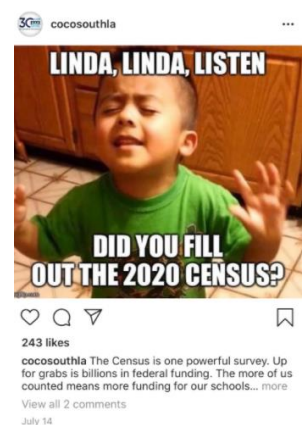 cocosouthla
LINDA, LINDA, LISTEN
DID YOU FILL
OUT THE 2020 CENSUS?
243 likes
cocosouthla The Census is one powerful survey. Up
for grabs is billions in federal funding. The more of us
counted means more funding for our schools... more
View all 2 comments
July 14